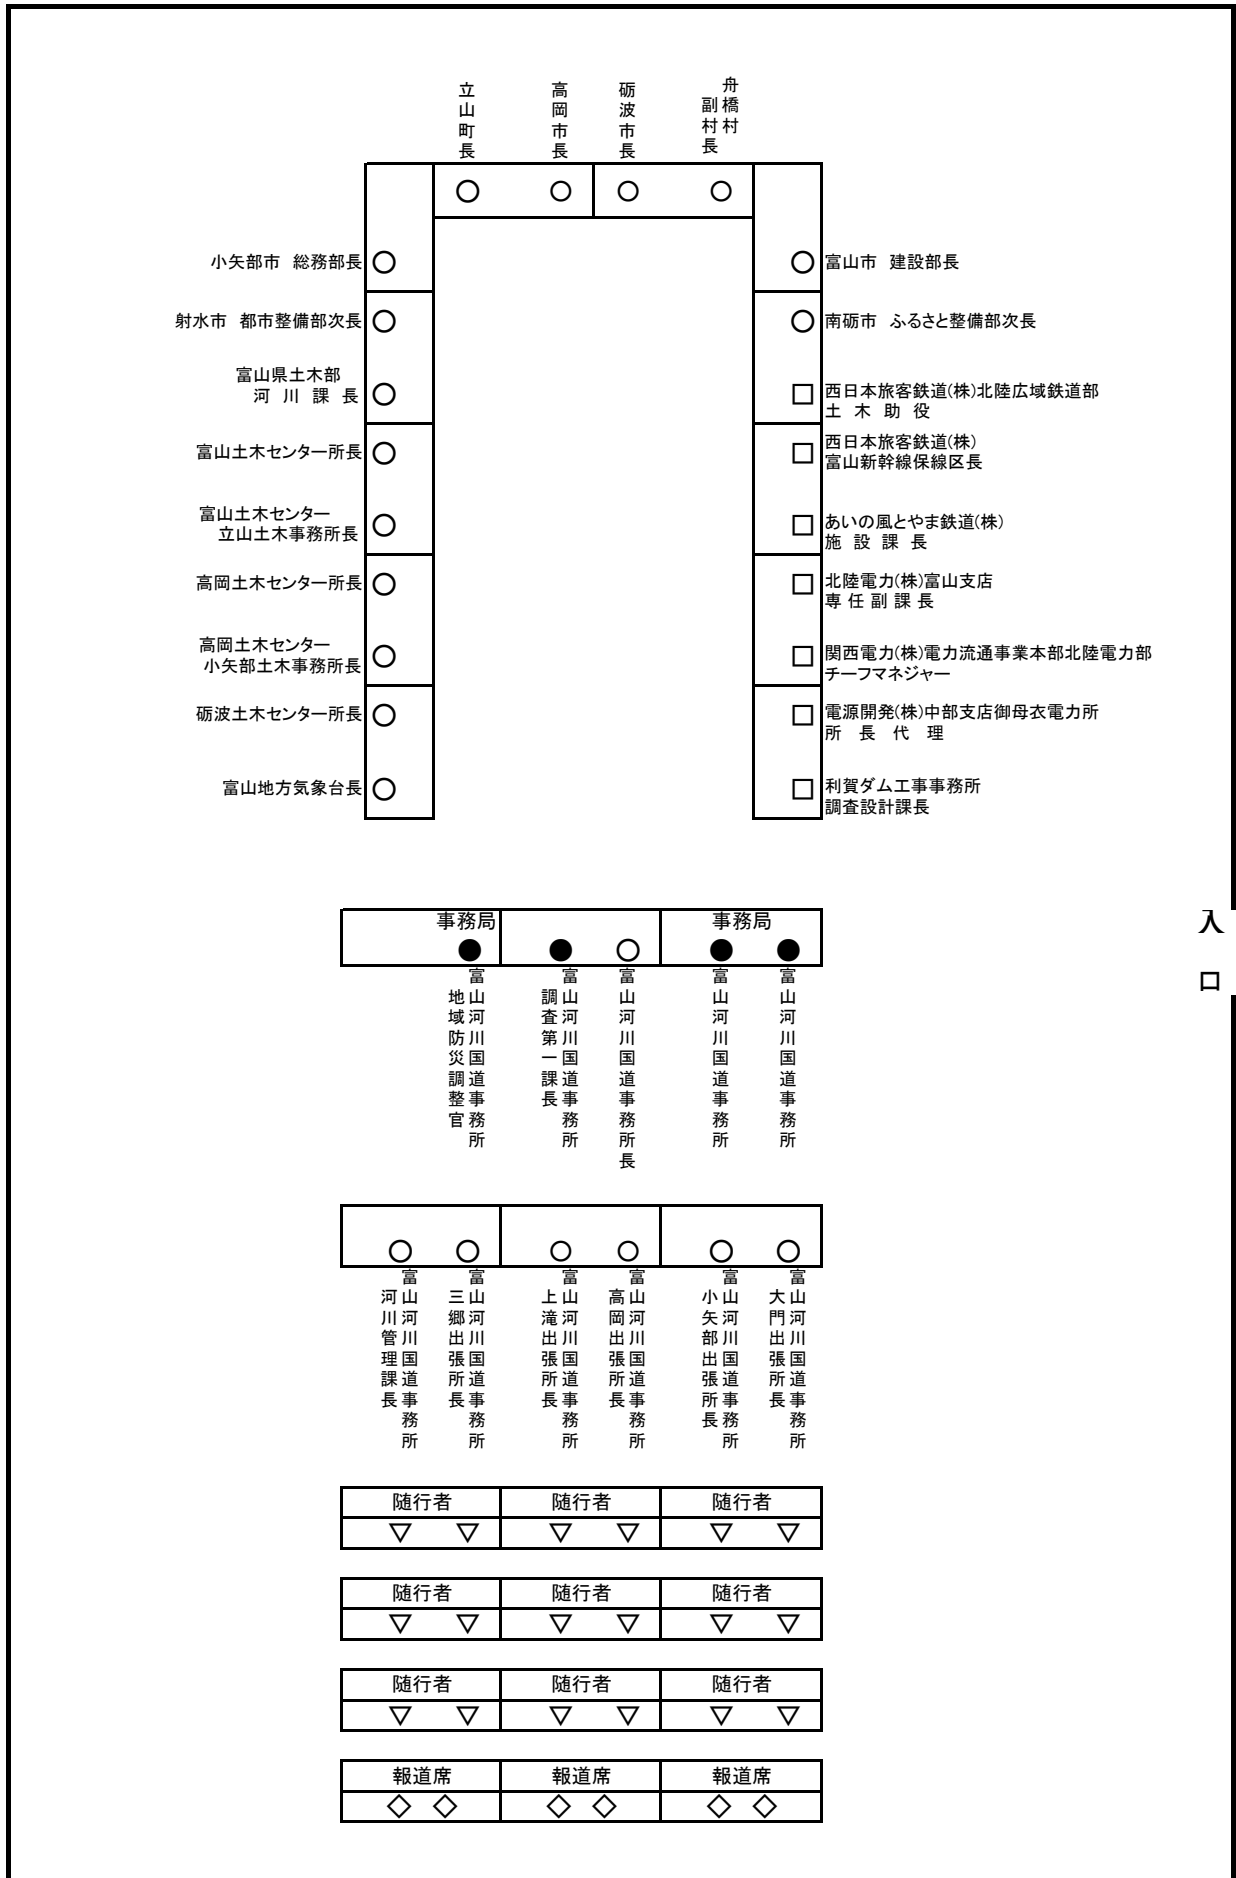 立山町長
高岡市長
砺波市長
舟橋村
副村長
小矢部市　総務部長
射水市　都市整備部次長
富山県土木部
河　川　課　長
富山土木センター所長
富山土木センター
立山土木事務所長
高岡土木センター所長
高岡土木センター
小矢部土木事務所長
砺波土木センター所長
富山地方気象台長
富山市　建設部長
南砺市　ふるさと整備部次長
西日本旅客鉄道(株)北陸広域鉄道部
土　木　助　役
西日本旅客鉄道(株)
富山新幹線保線区長
あいの風とやま鉄道(株)
施　設　課　長
北陸電力(株)富山支店
専 任 副 課 長
関西電力(株)電力流通事業本部北陸電力部
チーフマネジャー
電源開発(株)中部支店御母衣電力所
所　長　代　理
利賀ダム工事事務所
調査設計課長
入口
事務局
事務局
富山河川国道事務所
地域防災調整官
富山河川国道事務所
調査第一課長
富山河川国道事務所長
富山河川国道事務所
富山河川国道事務所
富山河川国道事務所
河川管理課長
富山河川国道事務所
三郷出張所長
富山河川国道事務所
上滝出張所長
富山河川国道事務所
高岡出張所長
富山河川国道事務所
小矢部出張所長
富山河川国道事務所
大門出張所長
随行者　随行者　随行者
随行者　随行者　随行者
随行者　随行者　随行者
報道席　報道席　報道席